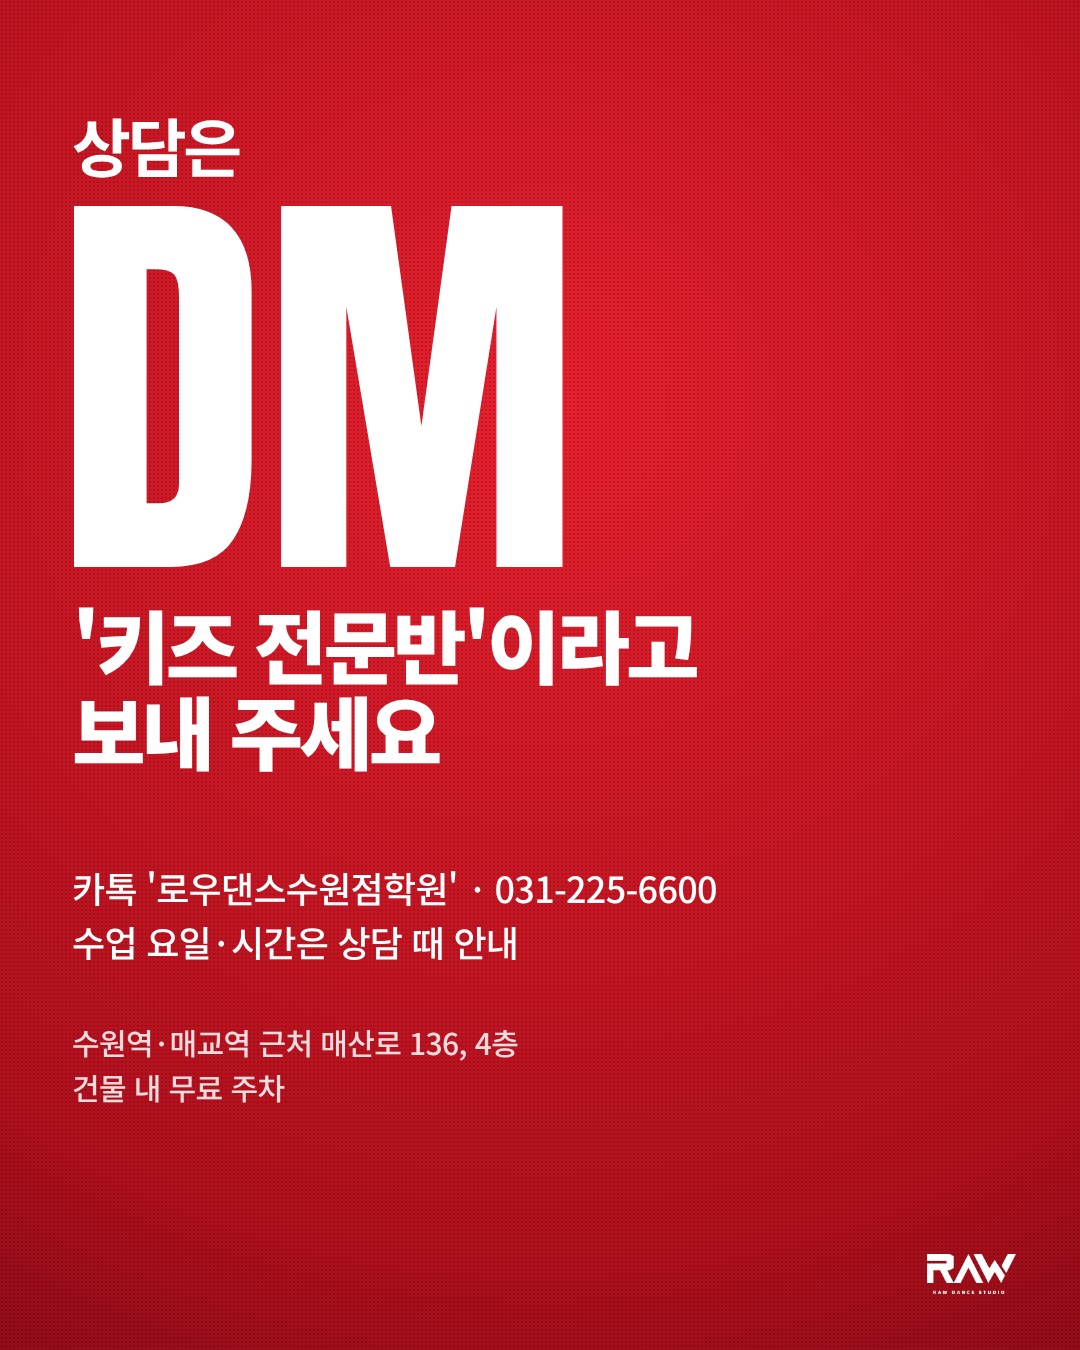 상담은
DM
'키즈 전문반'이라고
보내 주세요
카톡 '로우댄스수원점학원' · 031-225-6600
수업 요일·시간은 상담 때 안내
수원역·매교역 근처 매산로 136, 4층
건물 내 무료 주차
RAW
RAW DANCE STUDIO